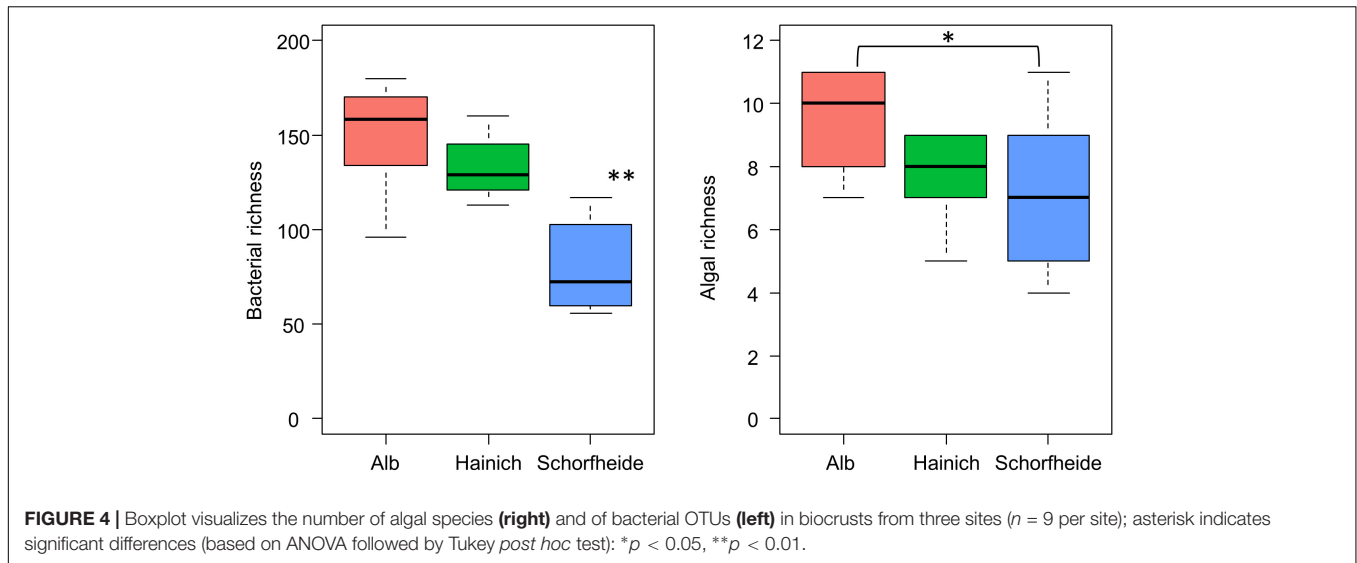 200
150
100
50
0
Bacterial richness
**
Alb Hainich Schorfheide
12
10
8
6
4
2
0
Algal richness
*
Alb Hainich Schorfheide
FIGURE 4 | Boxplot visualizes the number of algal species (right) and of bacterial OTUs (left) in biocrusts from three sites (n = 9 per site); asterisk indicates
significant differences (based on ANOVA followed by Tukey post hoc test): *p < 0.05, **p < 0.01.